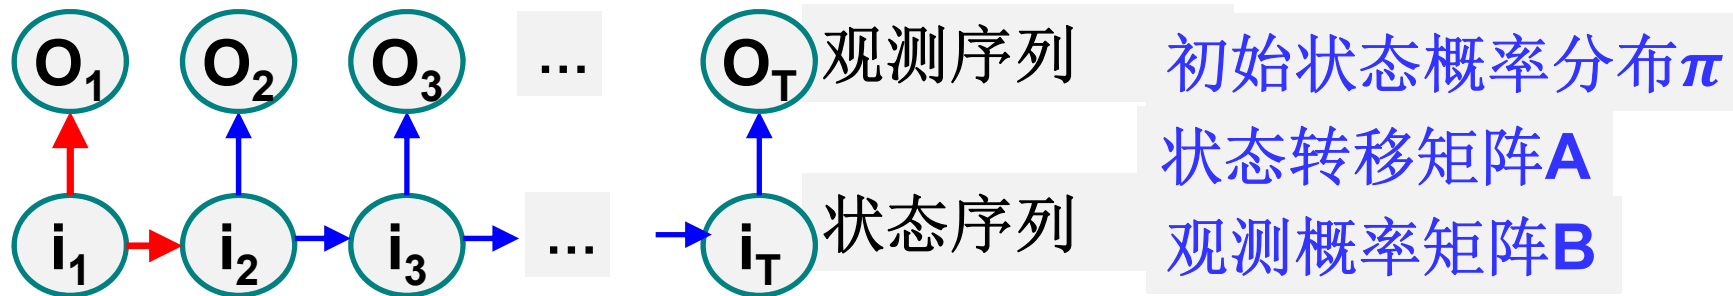 O1 O2 O3 … OT 观测序列
i1 i2 i3 … iT 状态序列
初始状态概率分布π
状态转移矩阵A
观测概率矩阵B